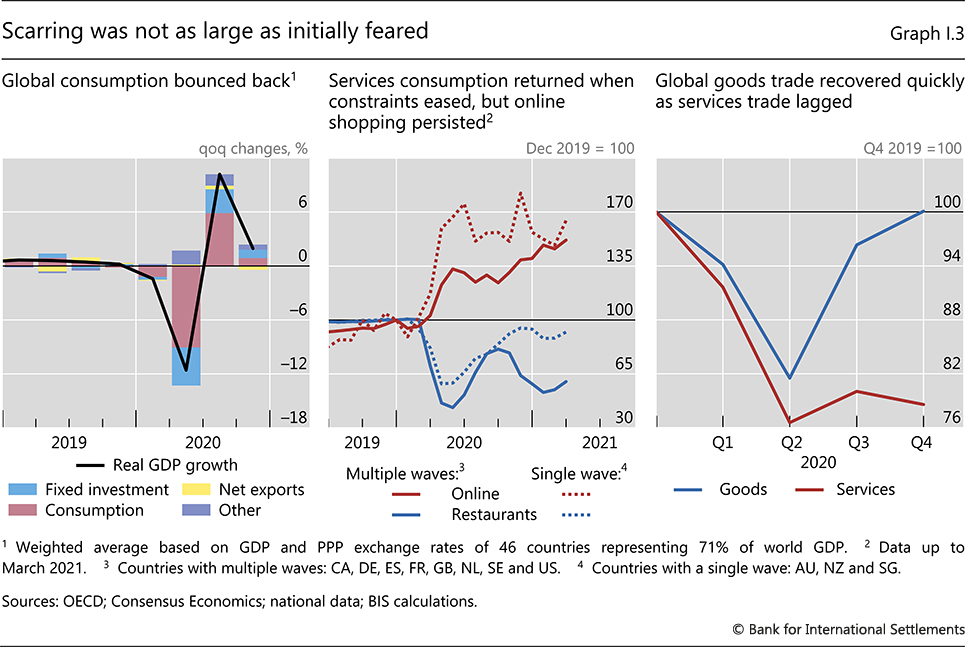 Scarring was not as large as initially feared
Graph I.3
Global consumption bounced back¹
qoq changes, %
6
0
−6
−12
−18
2019 2020
Real GDP growth
Fixed investment Net exports
Consumption Other
Services consumption returned when
constraints eased, but online
shopping persisted²
Dec 2019 = 100
170
135
100
65
30
2019 2020 2021
Multiple waves:³ Single wave:⁴
Online
Restaurants
Global goods trade recovered quickly
as services trade lagged
Q4 2019 =100
100
94
88
82
76
Q1 Q2 Q3 Q4
2020
Goods Services
¹ Weighted average based on GDP and PPP exchange rates of 46 countries representing 71% of world GDP. ² Data up to
March 2021. ³ Countries with multiple waves: CA, DE, ES, FR, GB, NL, SE and US. ⁴ Countries with a single wave: AU, NZ and SG.
Sources: OECD; Consensus Economics; national data; BIS calculations.
© Bank for International Settlements